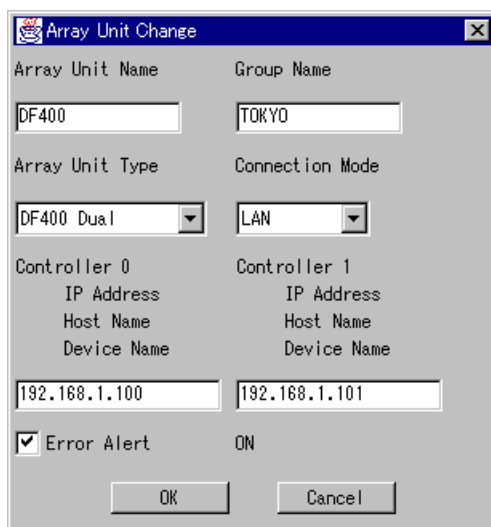 Array Unit Change
Array Unit Name Group Name
DF400 TOKYO
Array Unit Type Connection Mode
DF400 Dual LAN
Controller 0 Controller 1
IP Address IP Address
Host Name Host Name
Device Name Device Name
192.168.1.100 192.168.1.101
Error Alert ON
OK Cancel